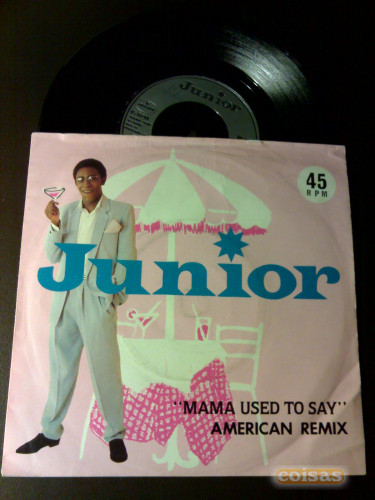 Junior
45
RPM
Junior
"MAMA USED TO SAY"
AMERICAN REMIX
coisas